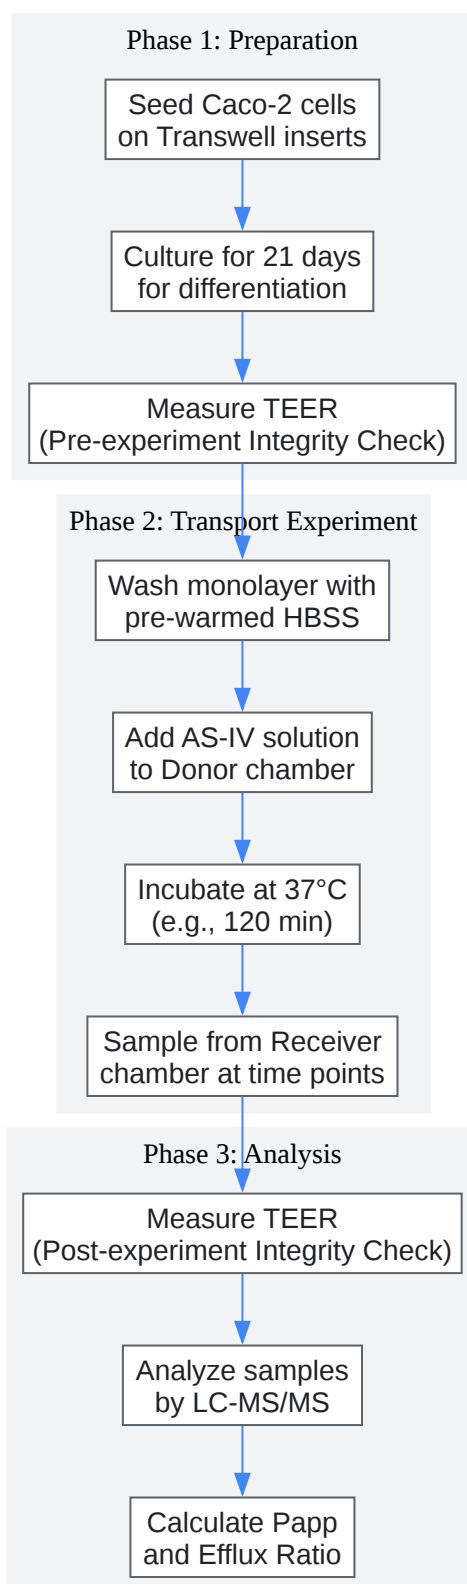 Phase 1: Preparation
Seed Caco-2 cells
on Transwell inserts
Culture for 21 days
for differentiation
Measure TEER
(Pre-experiment Integrity Check)
Phase 2: Transport Experiment
Wash monolayer with
pre-warmed HBSS
Add AS-IV solution
to Donor chamber
Incubate at 37°C
(e.g., 120 min)
Sample from Receiver
chamber at time points
Phase 3: Analysis
Measure TEER
(Post-experiment Integrity Check)
Analyze samples
by LC-MS/MS
Calculate Papp
and Efflux Ratio